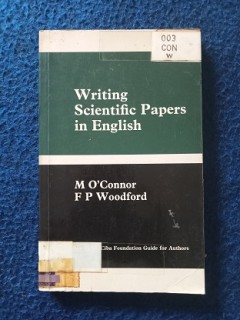 003
CON
W
Writing
Scientific Papers
in English
M O'Connor
F P Woodford
Ciba Foundation Guide for Authors